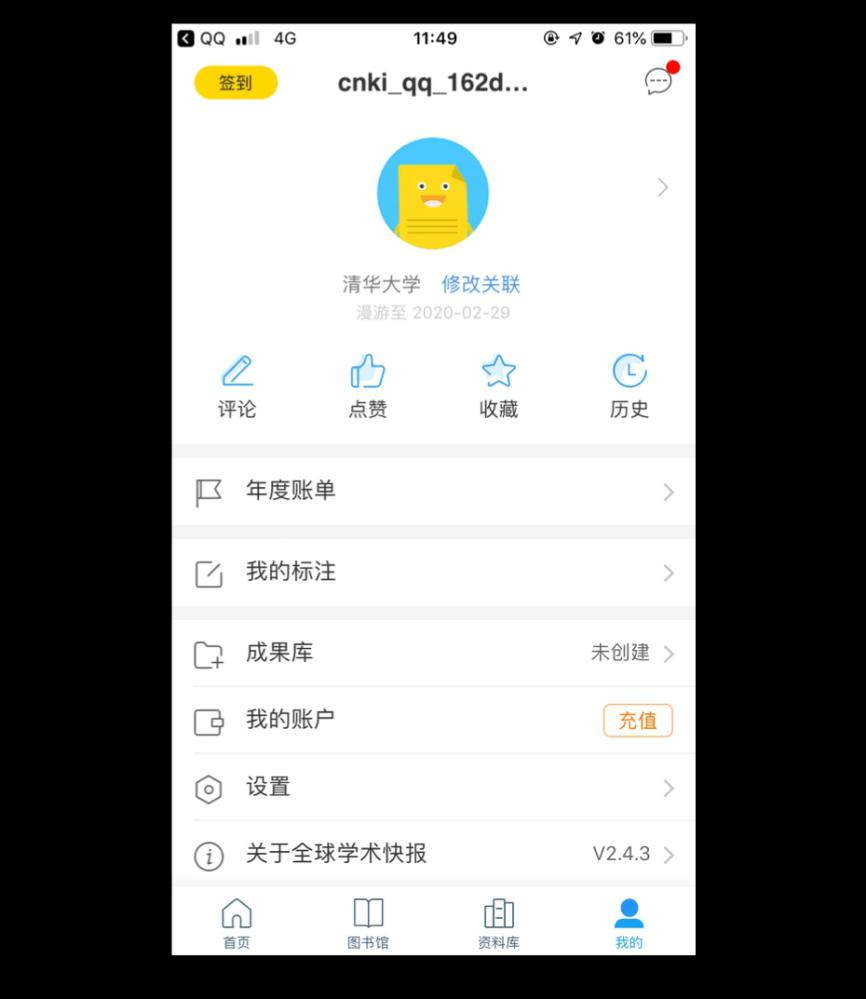 QQ 4G 11:49 61%
签到 cnki_qq_162d...
清华大学 修改关联
漫游至 2020-02-29
评论 点赞 收藏 历史
年度账单
我的标注
成果库 未创建
我的账户 充值
设置
关于全球学术快报 V2.4.3
首页 图书馆 资料库 我的